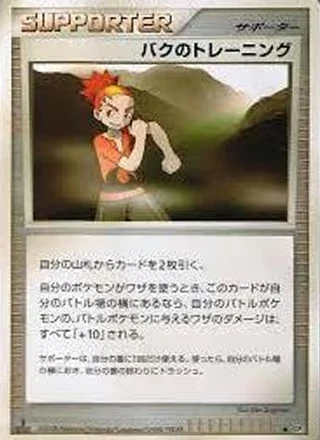 SUPPORTER サポーター
バクのトレーニング
自分の山札からカードを2枚引く。
自分のポケモンがワザを使うとき、このカードが自
分のバトル場の横にあるなら、自分のバトルポケ
モンの、バトルポケモンに与えるワザのダメージは、
すべて「+10」される。
サポーターは、自分の番に1回だけ使える。使ったら、自分のバトル場
の横におき、自分の番の終わりにトラッシュ。